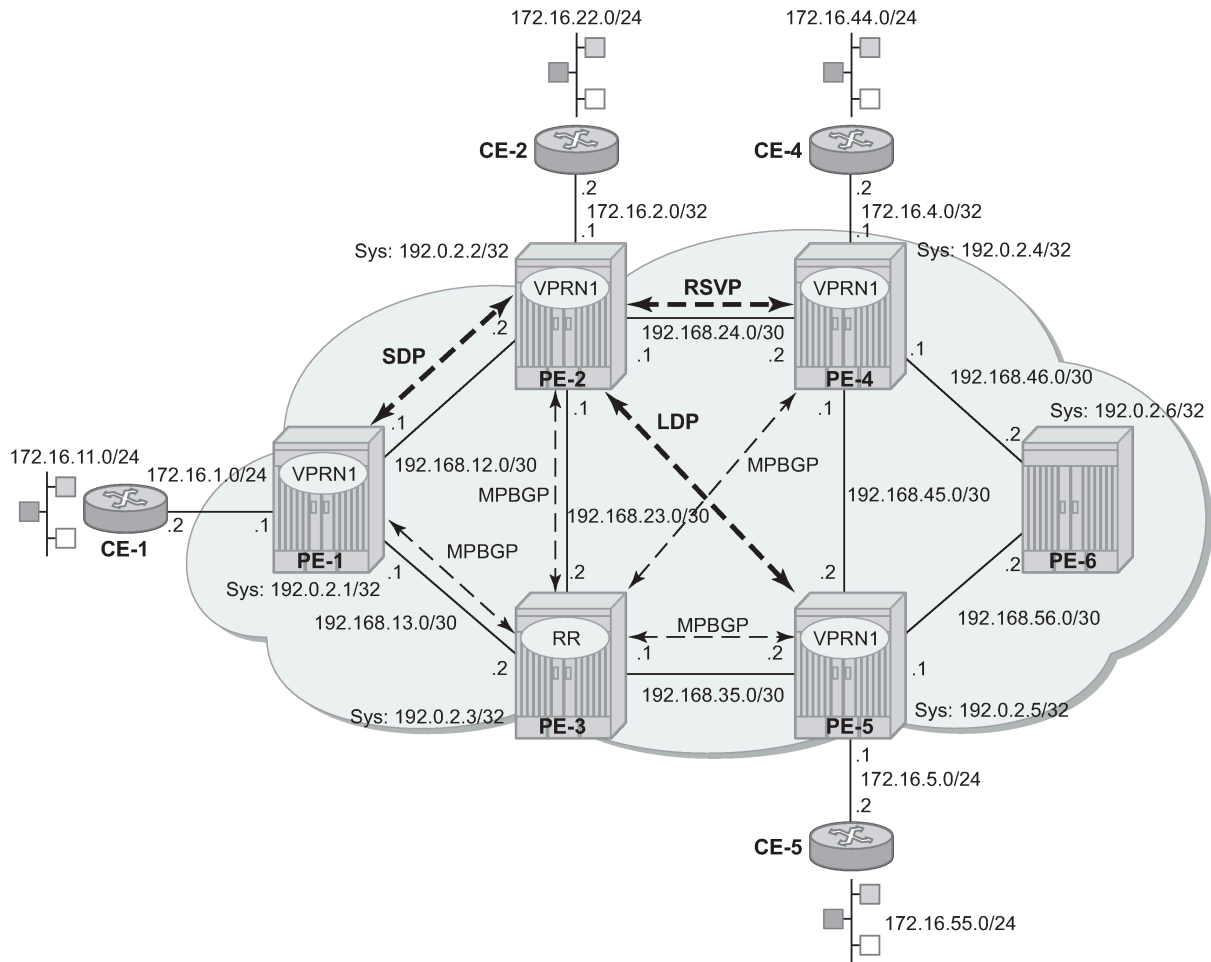 172.16.22.0/24
172.16.44.0/24
CE-2
CE-4
.2
.2
172.16.2.0/32
172.16.4.0/32
.1
.1
Sys: 192.0.2.2/32
Sys: 192.0.2.4/32
VPRN1
RSVP
VPRN1
.2
192.168.24.0/30
SDP
.1
.2
.1
PE-2
PE-4
192.168.46.0/30
.1
.1
Sys: 192.0.2.6/32
.1
LDP
.2
172.16.11.0/24
172.16.1.0/24
VPRN1
192.168.12.0/30
MPBGP
MPBGP
192.168.45.0/30
192.168.23.0/30
.2
.1
CE-1
MPBGP
PE-1
PE-6
.1
.2
.2
.2
Sys: 192.0.2.1/32
192.168.13.0/30
192.168.56.0/30
RR
MPBGP
VPRN1
.1
.2
.2
.1
192.168.35.0/30
Sys: 192.0.2.3/32
Sys: 192.0.2.5/32
PE-3
PE-5
.1
172.16.5.0/24
.2
CE-5
172.16.55.0/24